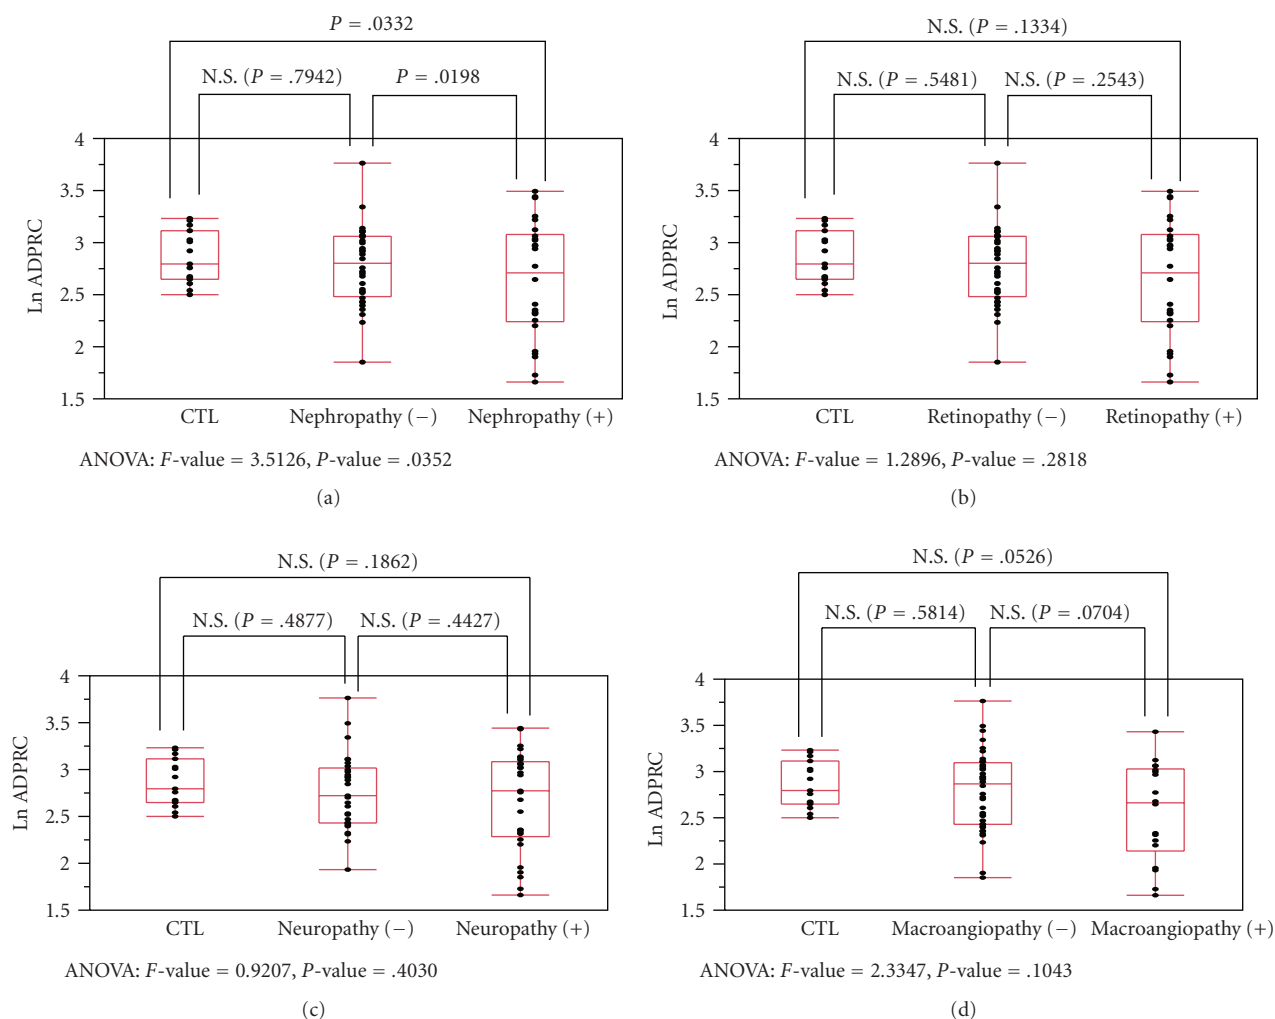 P = .0332
N.S. (P = .7942)
P = .0198
4
3.5
3
2.5
2
1.5
Ln ADPRC
CTL
Nephropathy (−)
Nephropathy (+)
ANOVA: F-value = 3.5126, P-value = .0352
(a)
N.S. (P = .1334)
N.S. (P = .5481)
N.S. (P = .2543)
4
3.5
3
2.5
2
1.5
Ln ADPRC
CTL
Retinopathy (−)
Retinopathy (+)
ANOVA: F-value = 1.2896, P-value = .2818
(b)
N.S. (P = .1862)
N.S. (P = .4877)
N.S. (P = .4427)
4
3.5
3
2.5
2
1.5
Ln ADPRC
CTL
Neuropathy (−)
Neuropathy (+)
ANOVA: F-value = 0.9207, P-value = .4030
(c)
N.S. (P = .0526)
N.S. (P = .5814)
N.S. (P = .0704)
4
3.5
3
2.5
2
1.5
Ln ADPRC
CTL
Macroangiopathy (−)
Macroangiopathy (+)
ANOVA: F-value = 2.3347, P-value = .1043
(d)